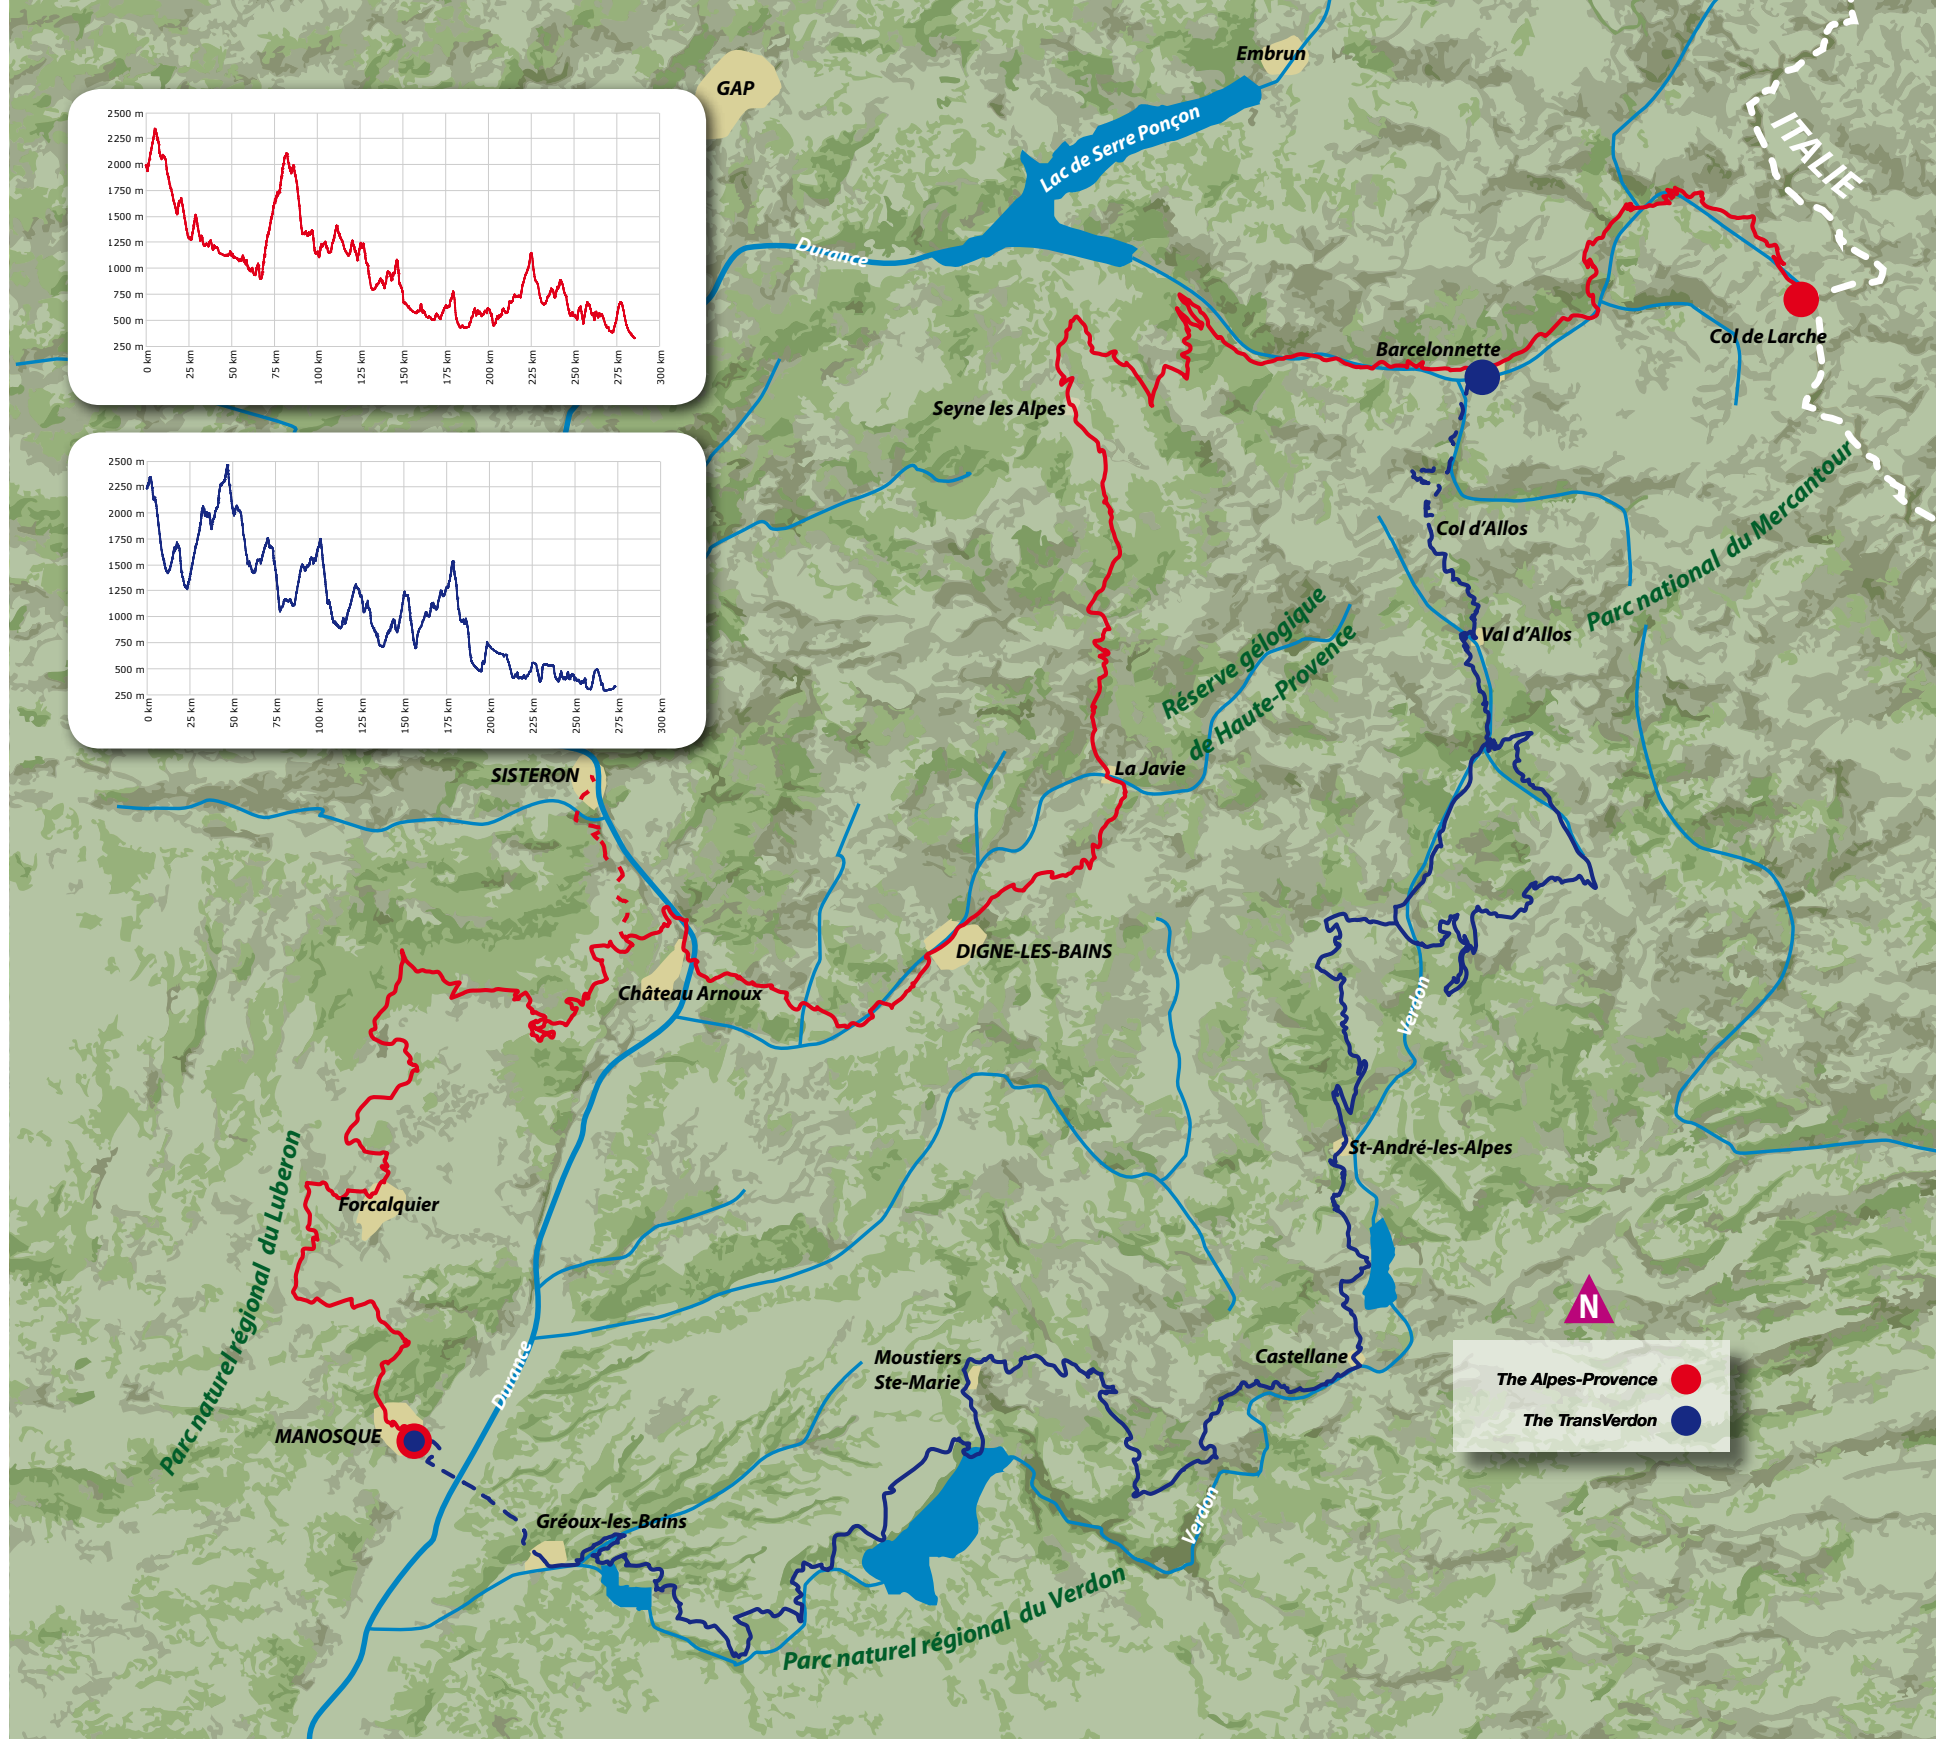 Embrun
GAP
Lac de Serre Ponçon
ITALIE
2500 m
2250 m
2000 m
1750 m
1500 m
1250 m
1000 m
750 m
500 m
250 m
0 km
25 km
50 km
75 km
100 km
125 km
150 km
175 km
200 km
225 km
250 km
275 km
300 km
Durance
Col de Larche
Barcelonnette
Seyne les Alpes
2500 m
2250 m
2000 m
1750 m
1500 m
1250 m
1000 m
750 m
500 m
250 m
0 km
25 km
50 km
75 km
100 km
125 km
150 km
175 km
200 km
225 km
250 km
275 km
300 km
Col d’Allos
Parc national du Mercantour
Val d’Allos
Réserve gélogique
de Haute-Provence
La Javie
SISTERON
DIGNE-LES-BAINS
Château Arnoux
Verdon
St-André-les-Alpes
Parc naturel régional du Luberon
Forcalquier
N
Durance
Moustiers
Ste-Marie
Castellane
The Alpes-Provence
The TransVerdon
MANOSQUE
Gréoux-les-Bains
Verdon
Parc naturel régional du Verdon